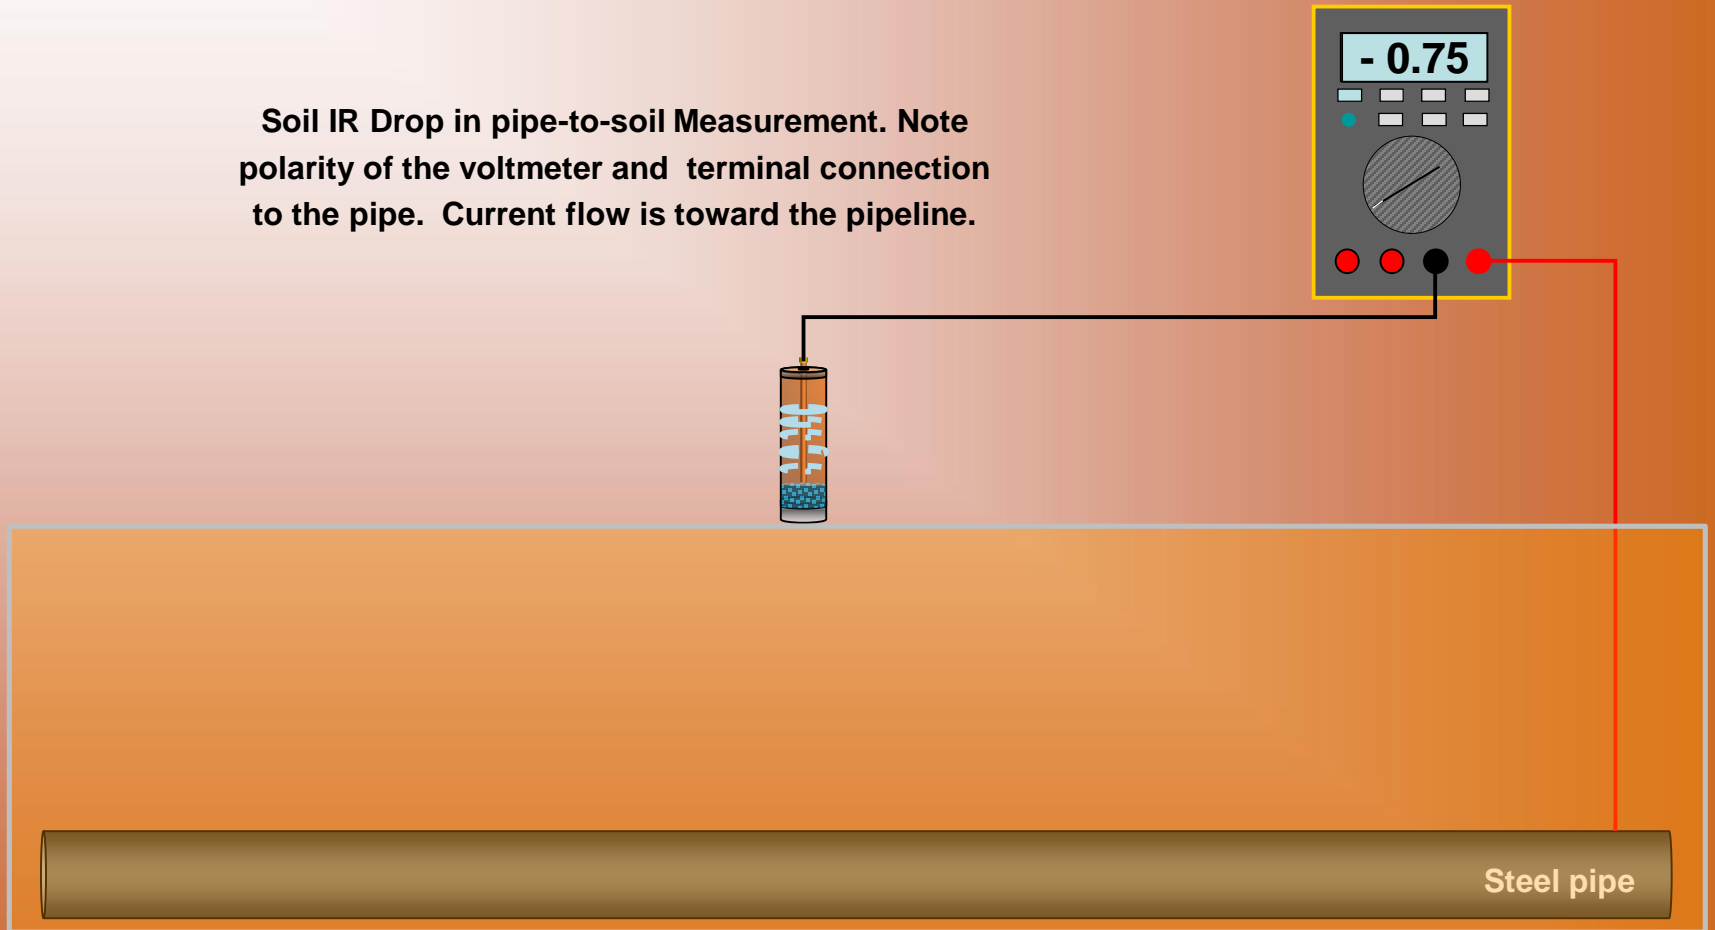 - 0.75
Soil IR Drop in pipe-to-soil Measurement. Note
polarity of the voltmeter and terminal connection
to the pipe. Current flow is toward the pipeline.
Steel pipe